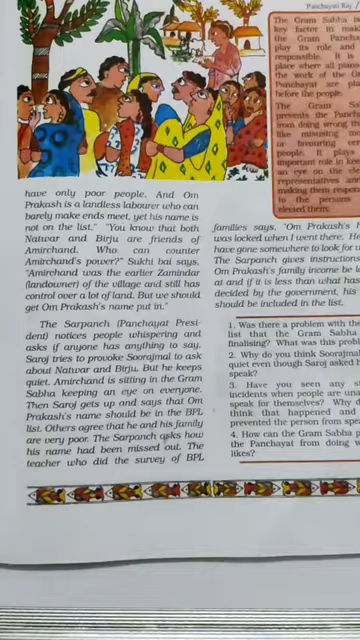 Panchayati Raj /
The Gram Sabha is
key factor in mak
the Gram Pancha
play its role and
responsible. It is
place where all plans
the work of the G
Panchayat are pla
before the people.
The Gram
prevents the Panch
from doing wrong th
like misusing mo
or favouring cer
people. It plays
important role in kee
an eye on the ele
representatives an
making them respon
to the persons
elected them.
have only poor people. And Om
Prakash is a landless labourer who can
barely make ends meet, yet his name is
not on the list." "You know that both
Natwar and Birju are friends of
Amirchand. Who can counter
Amirchand's power?" Sukhi bai says.
"Amirchand was the earlier Zamindar
(landowner) of the village and still has
control over a lot of land. But we should
get Om Prakash's name put in."
The Sarpanch (Panchayat Presi-
dent) notices people whispering and
asks if anyone has anything to say.
Saroj tries to provoke Soorajmal to ask
about Natwar and Birju. But he keeps
quiet. Amirchand is sitting in the Gram
Sabha keeping an eye on everyone.
Then Saroj gets up and says that Om
Prakash's name should be in the BPL
list. Others agree that he and his family
are very poor. The Sarpanch asks how
his name had been missed out. The
teacher who did the survey of BPL
families says, "Om Prakash's h
was locked when I went there. He
have gone somewhere to look for w
The Sarpanch gives instructions
Om Prakash's family income be l
at and if it is less than what has
decided by the government, his
should be included in the list.
1. Was there a problem with the
list that the Gram Sabha
finalising? What was this probl
2. Why do you think Soorajmal
quiet even though Saroj asked h
speak?
3. Have you seen any s
incidents when people are una
speak for themselves? Why d
think that happened and
prevented the person from spea
4. How can the Gram Sabha p
the Panchayat from doing w
likes?